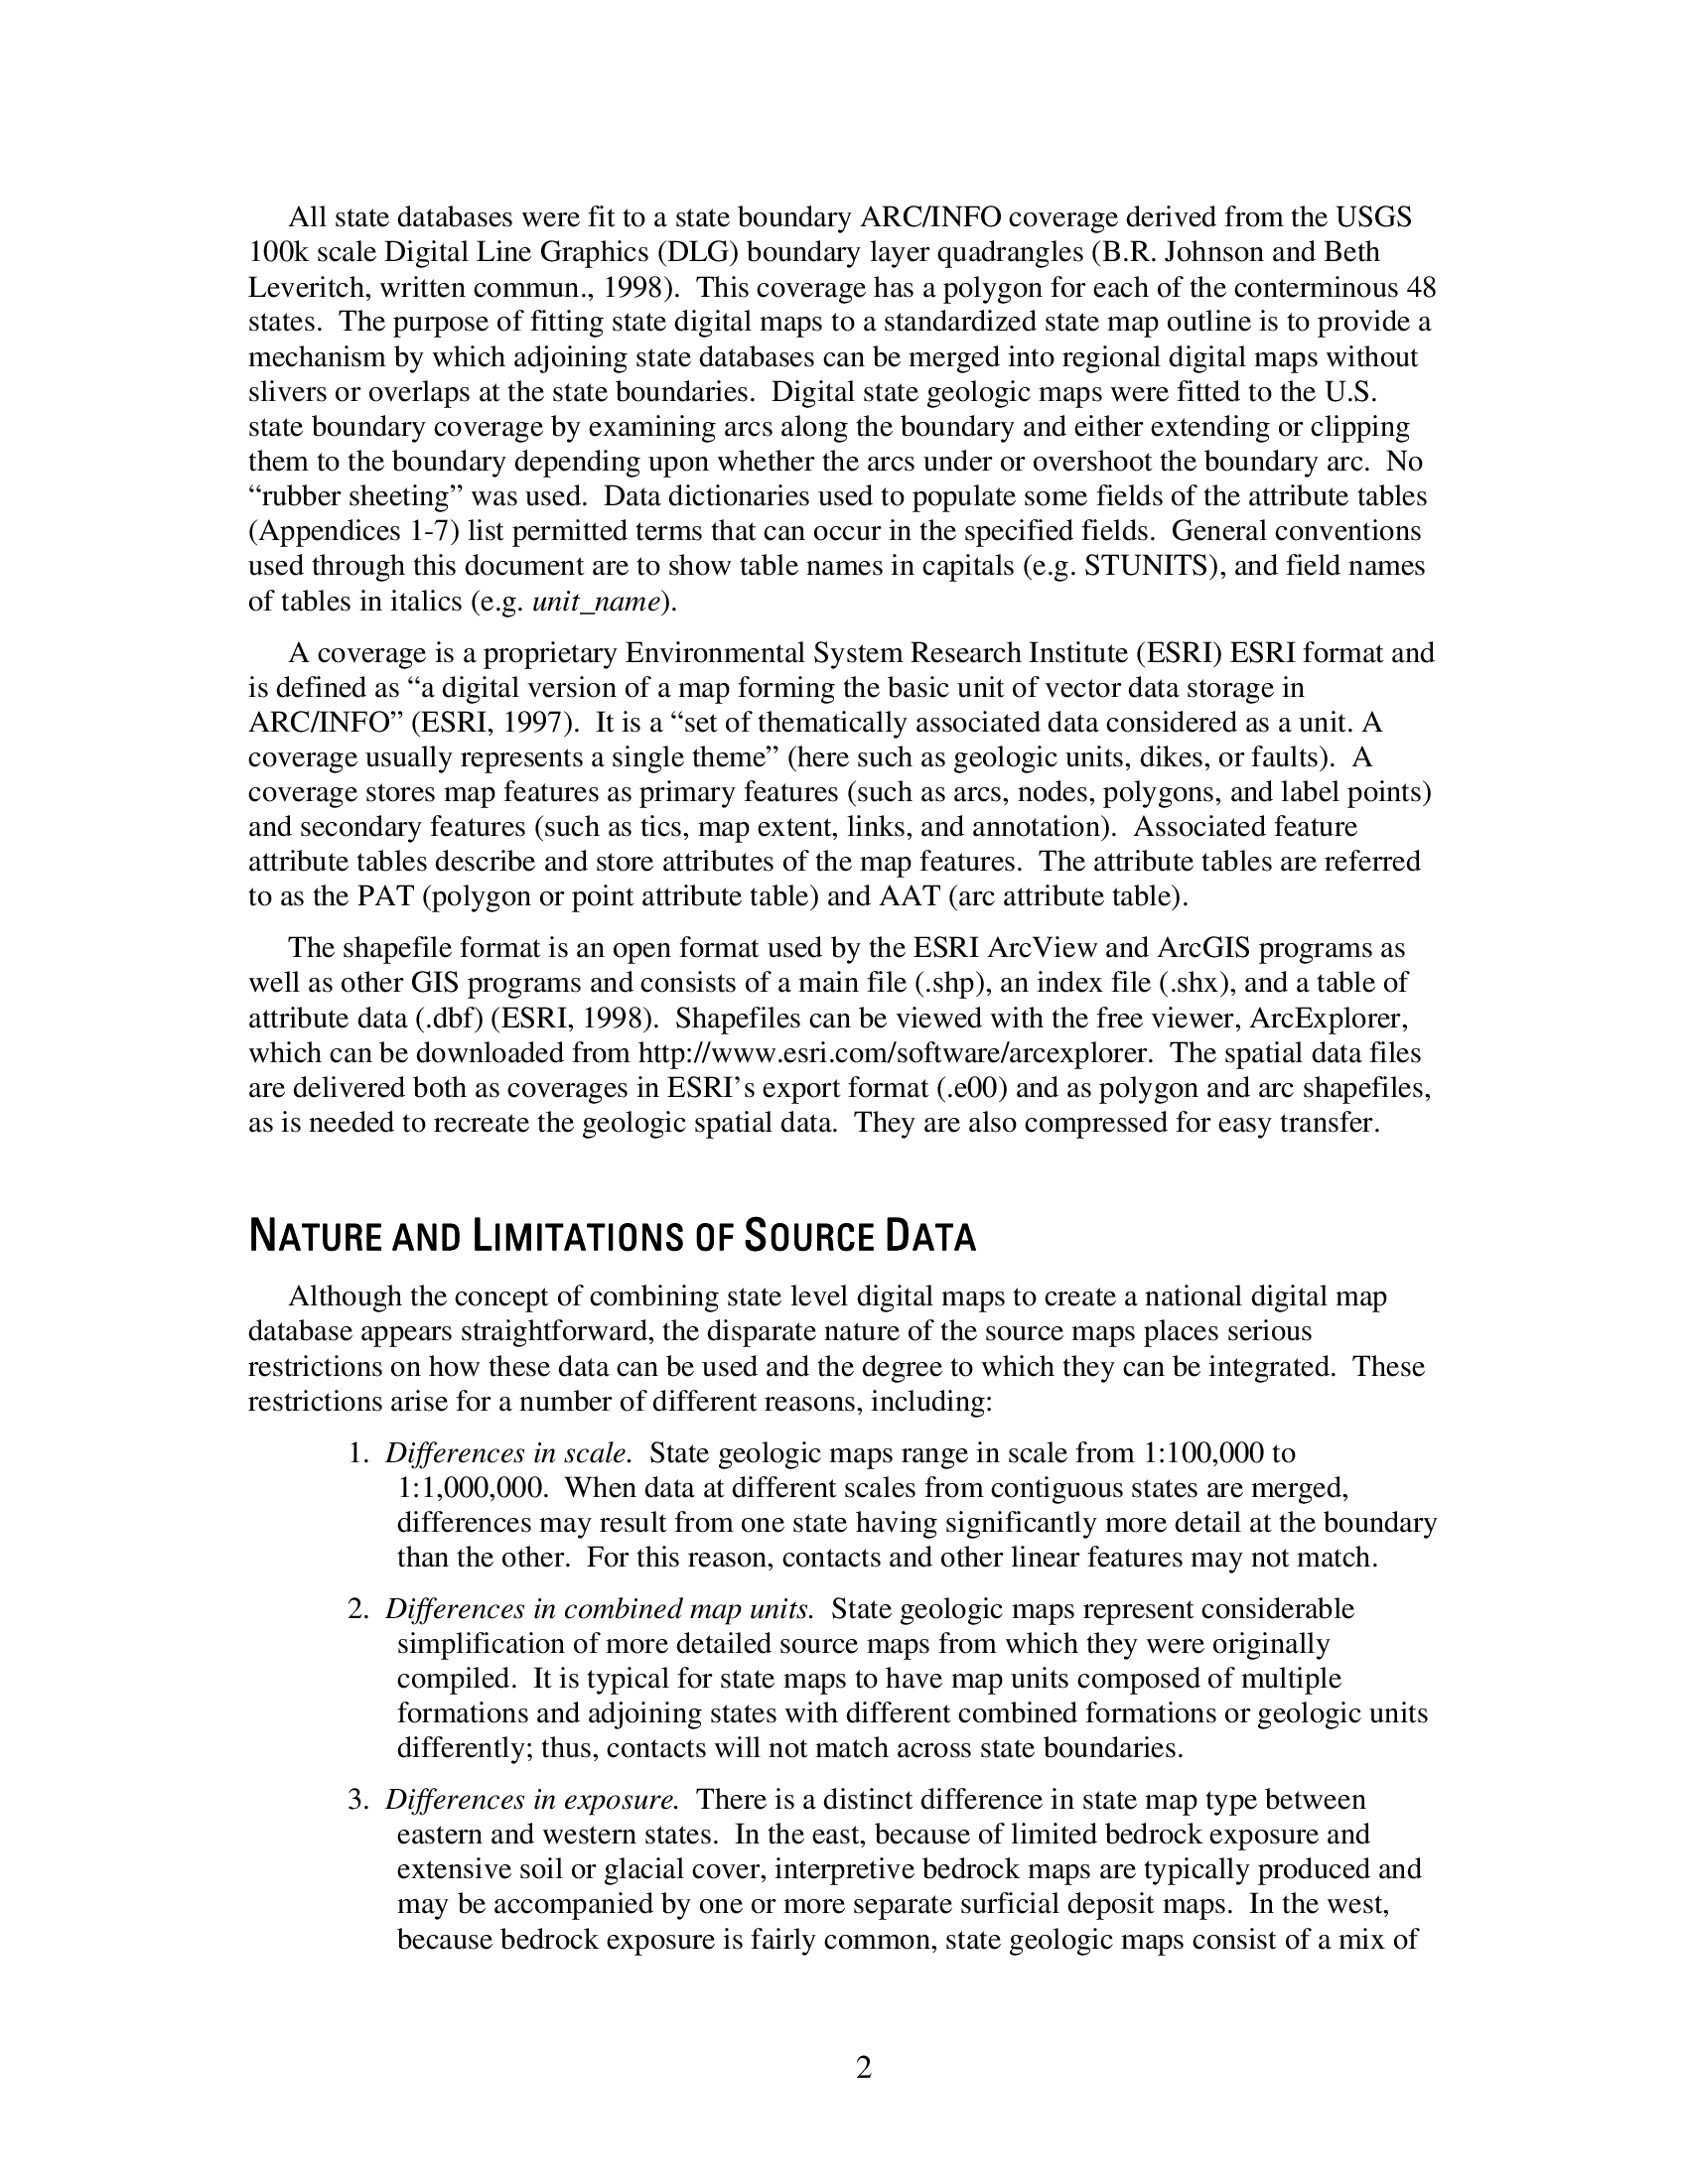 All state databases were fit to a state boundary ARC/INFO coverage derived from the USGS
100k scale Digital Line Graphics (DLG) boundary layer quadrangles (B.R. Johnson and Beth
Leveritch, written commun., 1998).  This coverage has a polygon for each of the conterminous 48
states.  The purpose of fitting state digital maps to a standardized state map outline is to provide a
mechanism by which adjoining state databases can be merged into regional digital maps without
slivers or overlaps at the state boundaries.  Digital state geologic maps were fitted to the U.S.
state boundary coverage by examining arcs along the boundary and either extending or clipping
them to the boundary depending upon whether the arcs under or overshoot the boundary arc.  No
“rubber sheeting” was used.  Data dictionaries used to populate some fields of the attribute tables
(Appendices 1-7) list permitted terms that can occur in the specified fields.  General conventions
used through this document are to show table names in capitals (e.g. STUNITS), and field names
of tables in italics (e.g. unit_name).
A coverage is a proprietary Environmental System Research Institute (ESRI) ESRI format and
is defined as “a digital version of a map forming the basic unit of vector data storage in
ARC/INFO” (ESRI, 1997).  It is a “set of thematically associated data considered as a unit. A
coverage usually represents a single theme” (here such as geologic units, dikes, or faults).  A
coverage stores map features as primary features (such as arcs, nodes, polygons, and label points)
and secondary features (such as tics, map extent, links, and annotation).  Associated feature
attribute tables describe and store attributes of the map features.  The attribute tables are referred
to as the PAT (polygon or point attribute table) and AAT (arc attribute table).
The shapefile format is an open format used by the ESRI ArcView and ArcGIS programs as
well as other GIS programs and consists of a main file (.shp), an index file (.shx), and a table of
attribute data (.dbf) (ESRI, 1998).  Shapefiles can be viewed with the free viewer, ArcExplorer,
which can be downloaded from http://www.esri.com/software/arcexplorer.  The spatial data files
are delivered both as coverages in ESRI’s export format (.e00) and as polygon and arc shapefiles,
as is needed to recreate the geologic spatial data.  They are also compressed for easy transfer.
NATURE AND LIMITATIONS OF SOURCE DATA
Although the concept of combining state level digital maps to create a national digital map
database appears straightforward, the disparate nature of the source maps places serious
restrictions on how these data can be used and the degree to which they can be integrated.  These
restrictions arise for a number of different reasons, including:
1.  Differences in scale.  State geologic maps range in scale from 1:100,000 to
1:1,000,000.  When data at different scales from contiguous states are merged,
differences may result from one state having significantly more detail at the boundary
than the other.  For this reason, contacts and other linear features may not match.
2.  Differences in combined map units.  State geologic maps represent considerable
simplification of more detailed source maps from which they were originally
compiled.  It is typical for state maps to have map units composed of multiple
formations and adjoining states with different combined formations or geologic units
differently; thus, contacts will not match across state boundaries.
3.  Differences in exposure.  There is a distinct difference in state map type between
eastern and western states.  In the east, because of limited bedrock exposure and
extensive soil or glacial cover, interpretive bedrock maps are typically produced and
may be accompanied by one or more separate surficial deposit maps.  In the west,
because bedrock exposure is fairly common, state geologic maps consist of a mix of
2